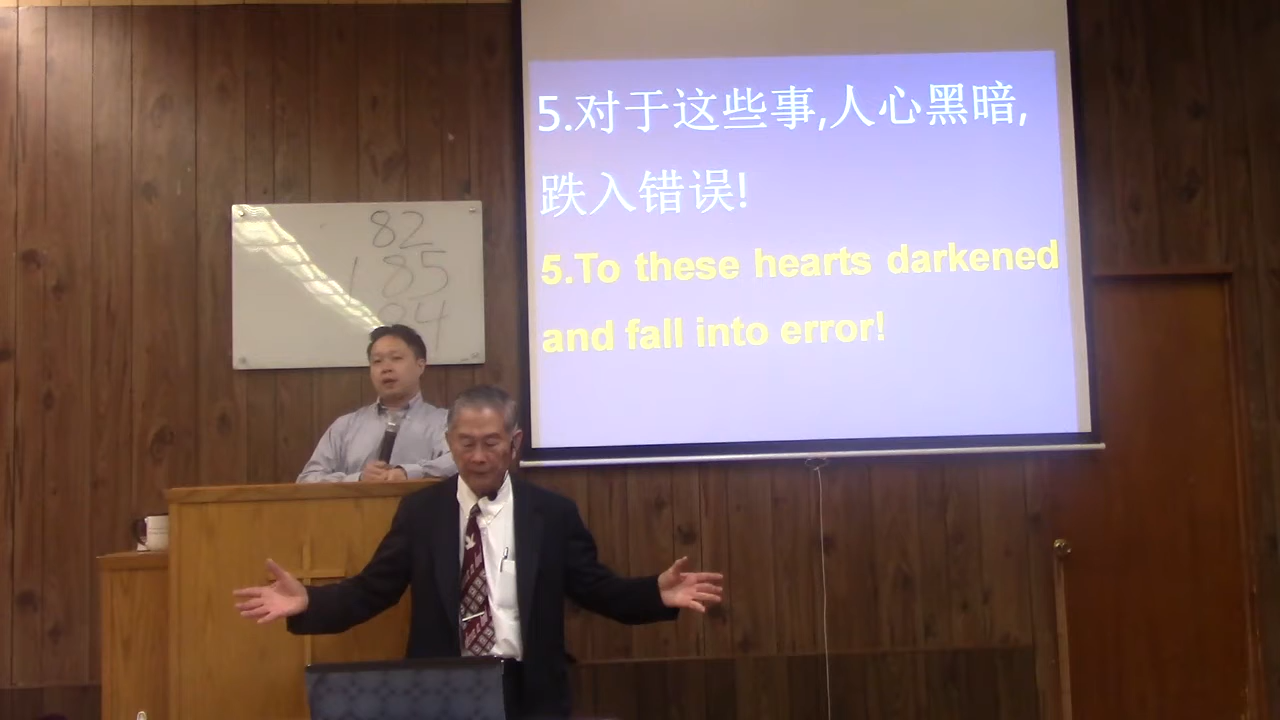 82
185
84
5.对于这些事,人心黑暗,
跌入错误!
5.To these hearts darkened
and fall into error!